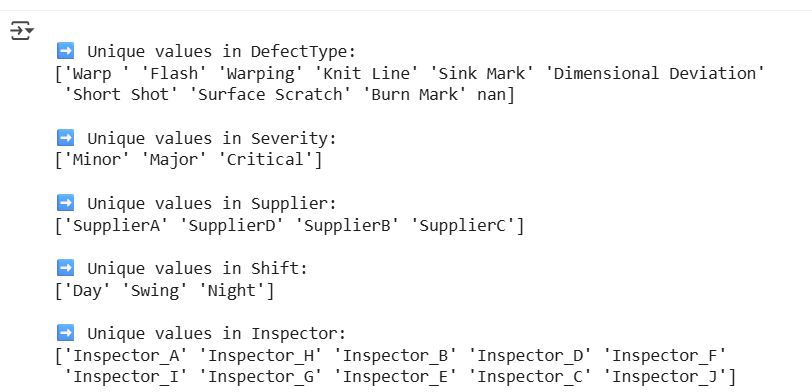 ➡️ Unique values in DefectType:
['Warp ' 'Flash' 'Warping' 'Knit Line' 'Sink Mark' 'Dimensional Deviation'
 'Short Shot' 'Surface Scratch' 'Burn Mark' nan]
➡️ Unique values in Severity:
['Minor' 'Major' 'Critical']
➡️ Unique values in Supplier:
['SupplierA' 'SupplierD' 'SupplierB' 'SupplierC']
➡️ Unique values in Shift:
['Day' 'Swing' 'Night']
➡️ Unique values in Inspector:
['Inspector_A' 'Inspector_H' 'Inspector_B' 'Inspector_D' 'Inspector_F'
 'Inspector_I' 'Inspector_G' 'Inspector_E' 'Inspector_C' 'Inspector_J']